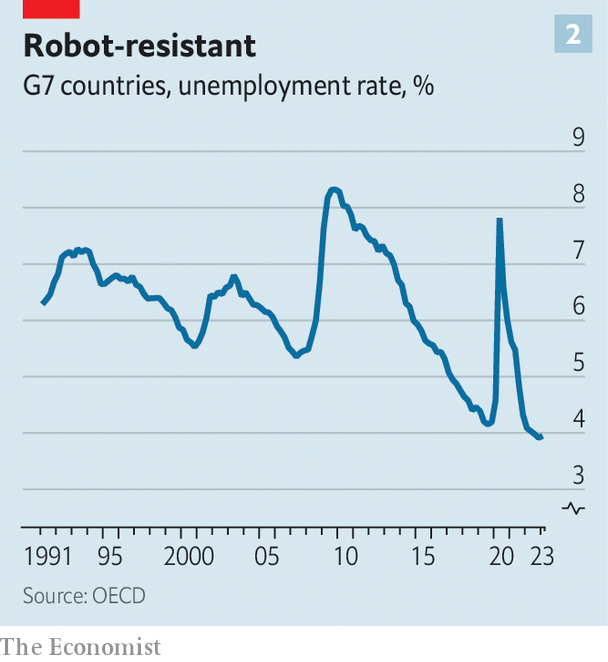 Robot-resistant
2
G7 countries, unemployment rate, %
9
8
7
6
5
4
3
1991 95 2000 05 10 15 20 23
Source: OECD
The Economist